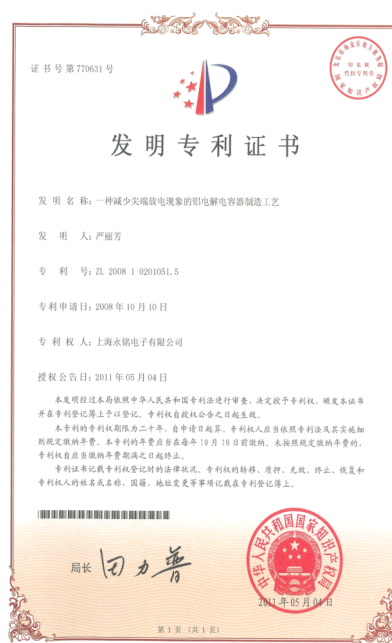 证书号第770631号
发明专利证书
发 明 名 称：一种减少尖端放电现象的铝电解电容器制造工艺
发 明 人：严丽芳
专 利 号：ZL 2008 1 0201051.5
专利申请日：2008年10月10日
专 利 权 人：上海永铭电子有限公司
授权公告日：2011年05月04日
本发明经过本局依照中华人民共和国专利法进行审查，决定授予专利权，颁发本证书
并在专利登记簿上予以登记。专利权自授权公告之日起生效。
本专利的专利权期限为二十年，自申请日起算。专利权人应当依照专利法及其实施细
则规定缴纳年费。本专利的年费应当在每年10月10日前缴纳。未按照规定缴纳年费的，
专利权自应当缴纳年费期满之日起终止。
专利证书记载专利权登记时的法律状况。专利权的转移、质押、无效、终止、恢复和
专利权人的姓名或名称、国籍、地址变更等事项记载在专利登记簿上。
局长 田力普
中华人民共和国国家知识产权局
2011年05月04日
第1页（共1页）